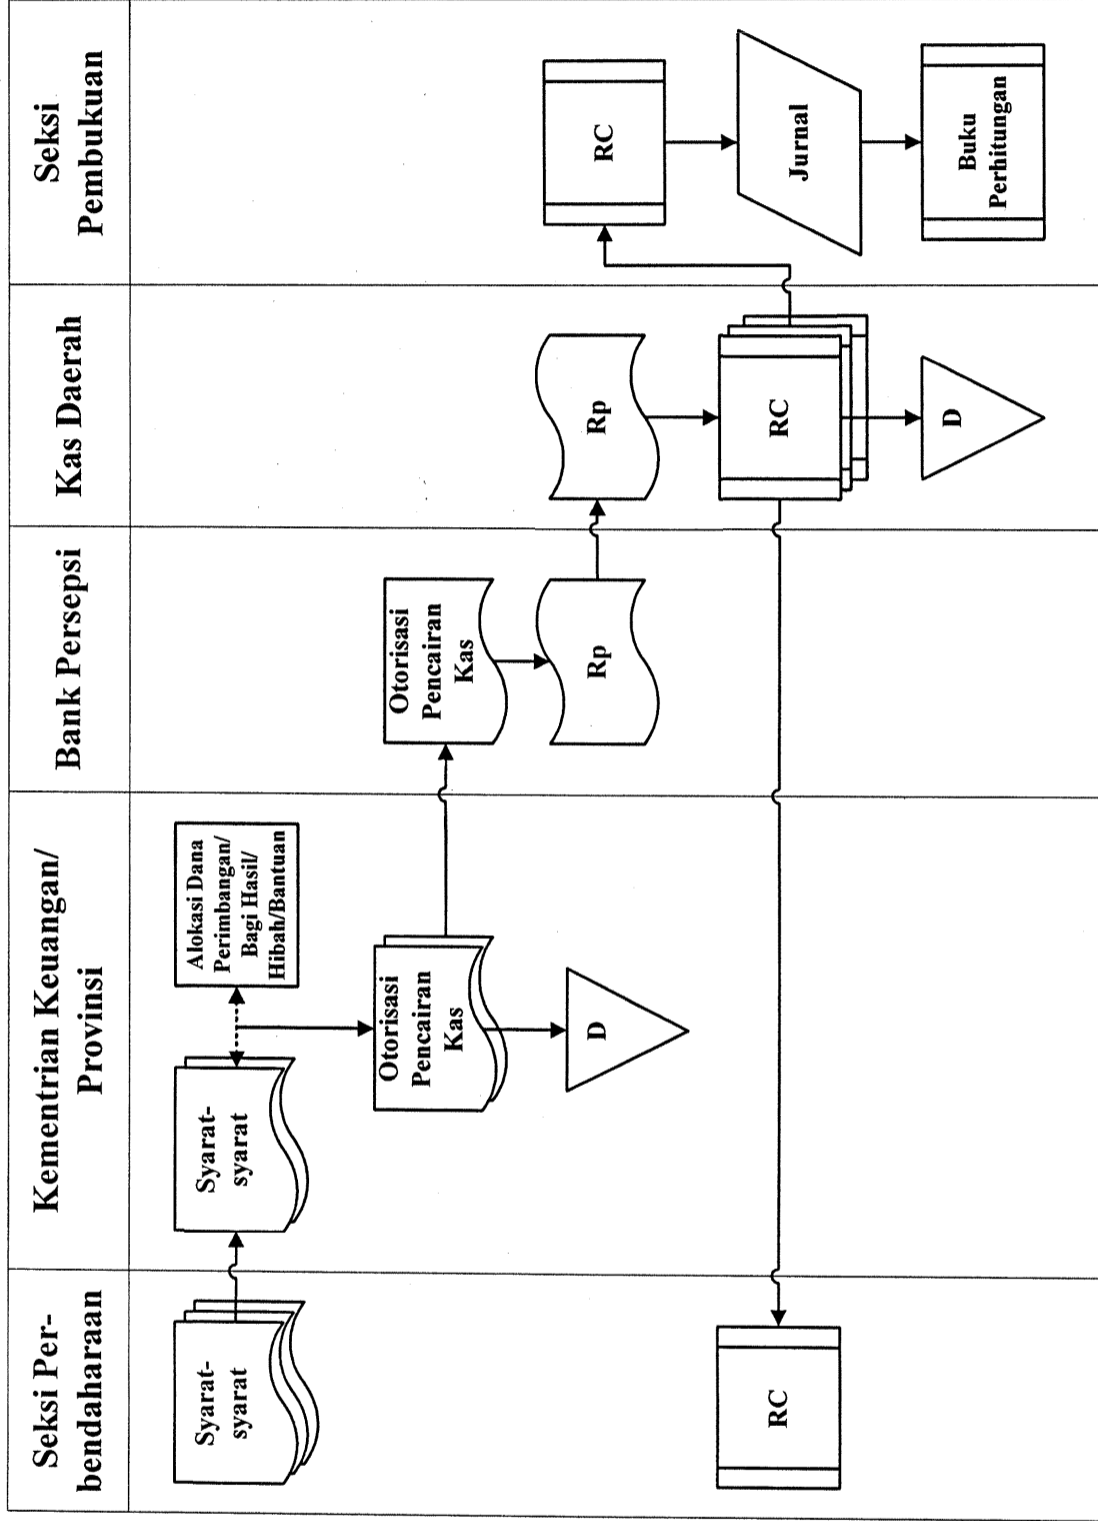 Seksi Per-
bendaharaan
Kementrian Keuangan/
Provinsi
Bank Persepsi
Kas Daerah
Seksi
Pembukuan
Syarat-
syarat
Syarat-
syarat
Alokasi Dana
Perimbangan/
Bagi Hasil/
Hibah/Bantuan
Otorisasi
Pencairan
Kas
D
Otorisasi
Pencairan
Kas
Rp
Rp
RC
D
RC
RC
Jurnal
Buku
Perhitungan